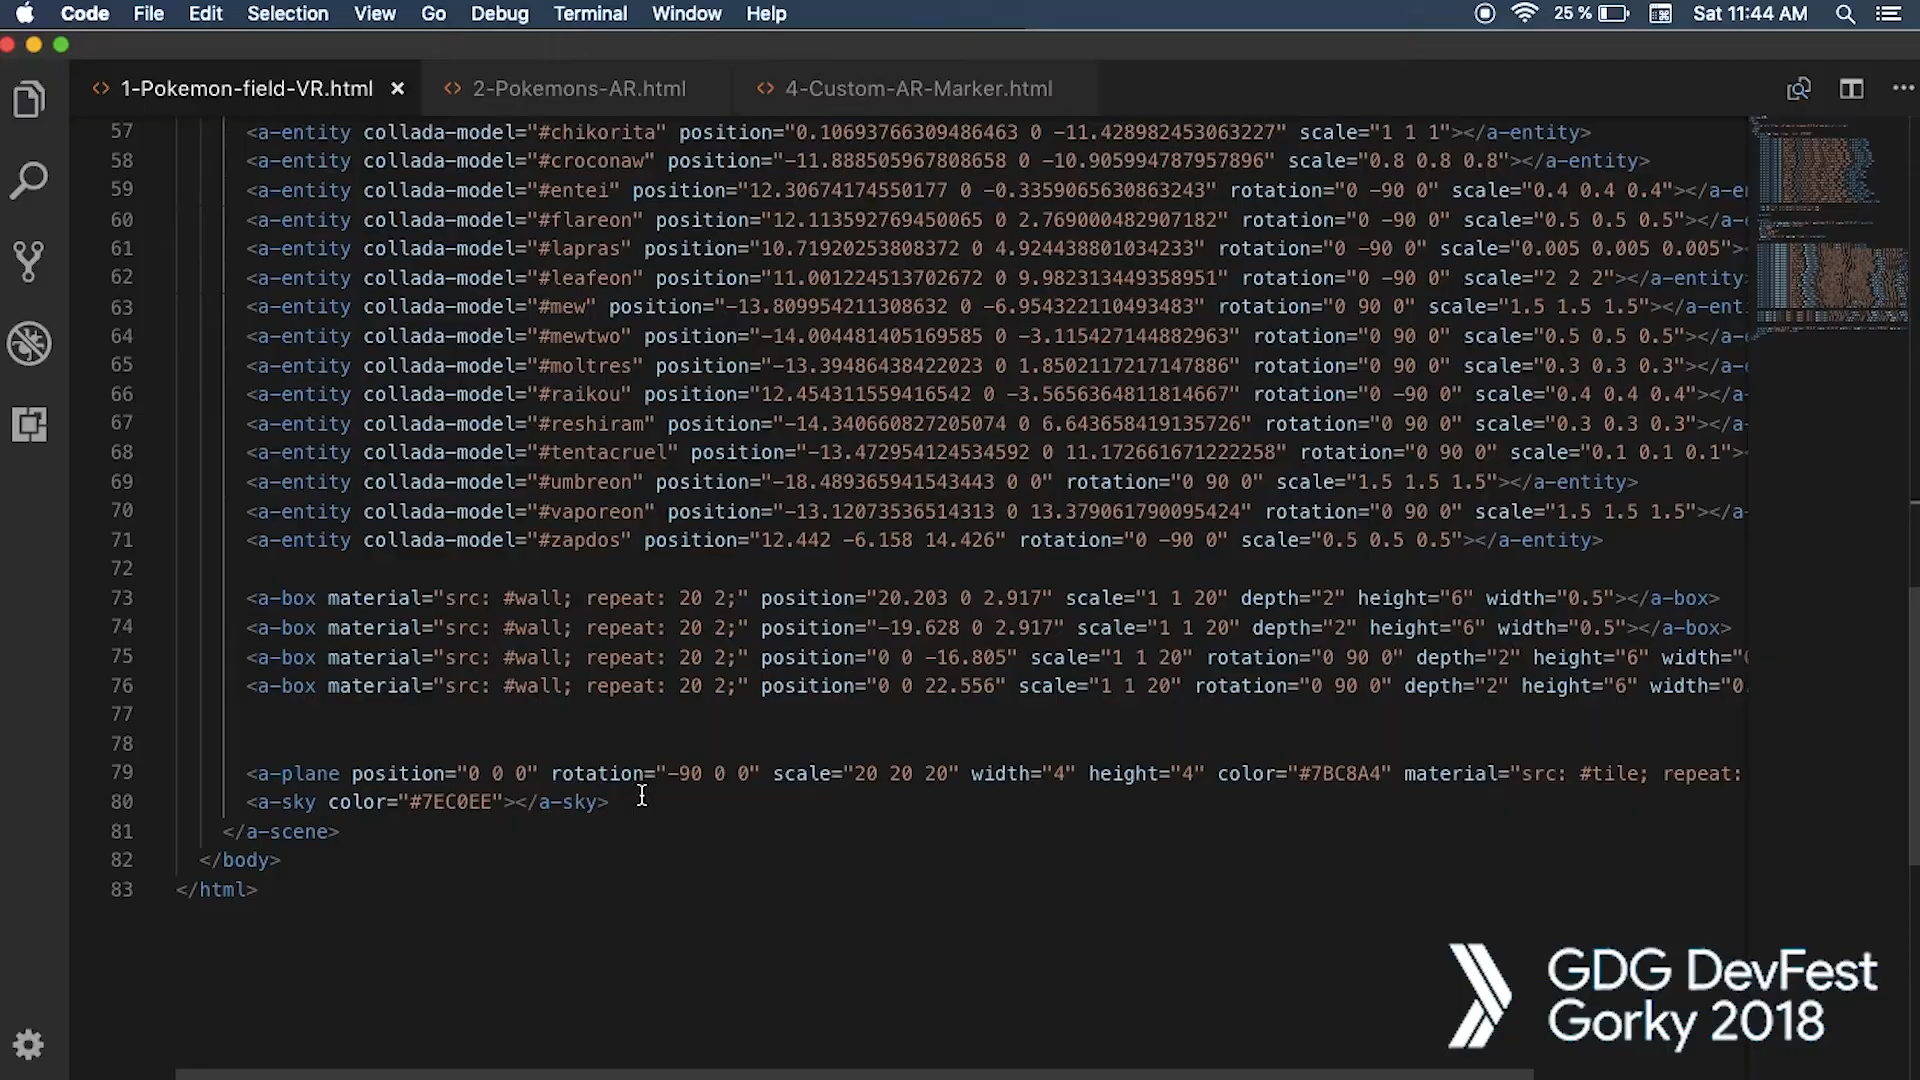 Code File Edit Selection View Go Debug Terminal Window Help 25 % Sat 11:44 AM
1-Pokemon-field-VR.html 2-Pokemons-AR.html 4-Custom-AR-Marker.html
57 <a-entity collada-model="#chikorita" position="0.10693766309486463 0 -11.428982453063227" scale="1 1 1"></a-entity>
58 <a-entity collada-model="#croconaw" position="-11.888505967808658 0 -10.905994787957896" scale="0.8 0.8 0.8"></a-entity>
59 <a-entity collada-model="#entei" position="12.30674174550177 0 -0.3359065630863243" rotation="0 -90 0" scale="0.4 0.4 0.4"></a-en
60 <a-entity collada-model="#flareon" position="12.113592769450065 0 2.769000482907182" rotation="0 -90 0" scale="0.5 0.5 0.5"></a-
61 <a-entity collada-model="#lapras" position="10.71920253808372 0 4.924438801034233" rotation="0 -90 0" scale="0.005 0.005 0.005">
62 <a-entity collada-model="#leafeon" position="11.001224513702672 0 9.982313449358951" rotation="0 -90 0" scale="2 2 2"></a-entity
63 <a-entity collada-model="#mew" position="-13.809954211308632 0 -6.954322110493483" rotation="0 90 0" scale="1.5 1.5 1.5"></a-ent
64 <a-entity collada-model="#mewtwo" position="-14.004481405169585 0 -3.115427144882963" rotation="0 90 0" scale="0.5 0.5 0.5"></a-
65 <a-entity collada-model="#moltres" position="-13.39486438422023 0 1.8502117217147886" rotation="0 90 0" scale="0.3 0.3 0.3"></a-
66 <a-entity collada-model="#raikou" position="12.454311559416542 0 -3.5656364811814667" rotation="0 -90 0" scale="0.4 0.4 0.4"></a-
67 <a-entity collada-model="#reshiram" position="-14.340660827205074 0 6.643658419135726" rotation="0 90 0" scale="0.3 0.3 0.3"></a-
68 <a-entity collada-model="#tentacruel" position="-13.472954124534592 0 11.172661671222258" rotation="0 90 0" scale="0.1 0.1 0.1">
69 <a-entity collada-model="#umbreon" position="-18.489365941543443 0 0" rotation="0 90 0" scale="1.5 1.5 1.5"></a-entity>
70 <a-entity collada-model="#vaporeon" position="-13.12073536514313 0 13.379061790095424" rotation="0 90 0" scale="1.5 1.5 1.5"></a-
71 <a-entity collada-model="#zapdos" position="12.442 -6.158 14.426" rotation="0 -90 0" scale="0.5 0.5 0.5"></a-entity>
72
73 <a-box material="src: #wall; repeat: 20 2;" position="20.203 0 2.917" scale="1 1 20" depth="2" height="6" width="0.5"></a-box>
74 <a-box material="src: #wall; repeat: 20 2;" position="-19.628 0 2.917" scale="1 1 20" depth="2" height="6" width="0.5"></a-box>
75 <a-box material="src: #wall; repeat: 20 2;" position="0 0 -16.805" scale="1 1 20" rotation="0 90 0" depth="2" height="6" width="0
76 <a-box material="src: #wall; repeat: 20 2;" position="0 0 22.556" scale="1 1 20" rotation="0 90 0" depth="2" height="6" width="0.
77
78
79 <a-plane position="0 0 0" rotation="-90 0 0" scale="20 20 20" width="4" height="4" color="#7BC8A4" material="src: #tile; repeat:
80 <a-sky color="#7EC0EE"></a-sky>
81 </a-scene>
82 </body>
83 </html>
GDG DevFest
Gorky 2018